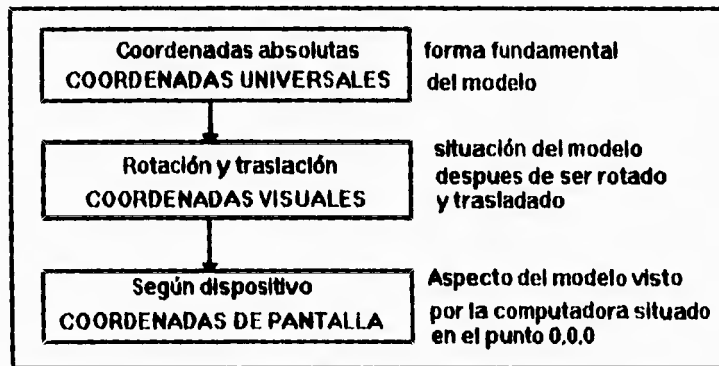 Coordenadas absolutas
COORDENADAS UNIVERSALES
forma fundamental
del modelo
Rotación y traslación
COORDENADAS VISUALES
situación del modelo
despues de ser rotado
y trasladado
Según dispositivo
COORDENADAS DE PANTALLA
Aspecto del modelo visto
por la computadora situado
en el punto 0,0,0